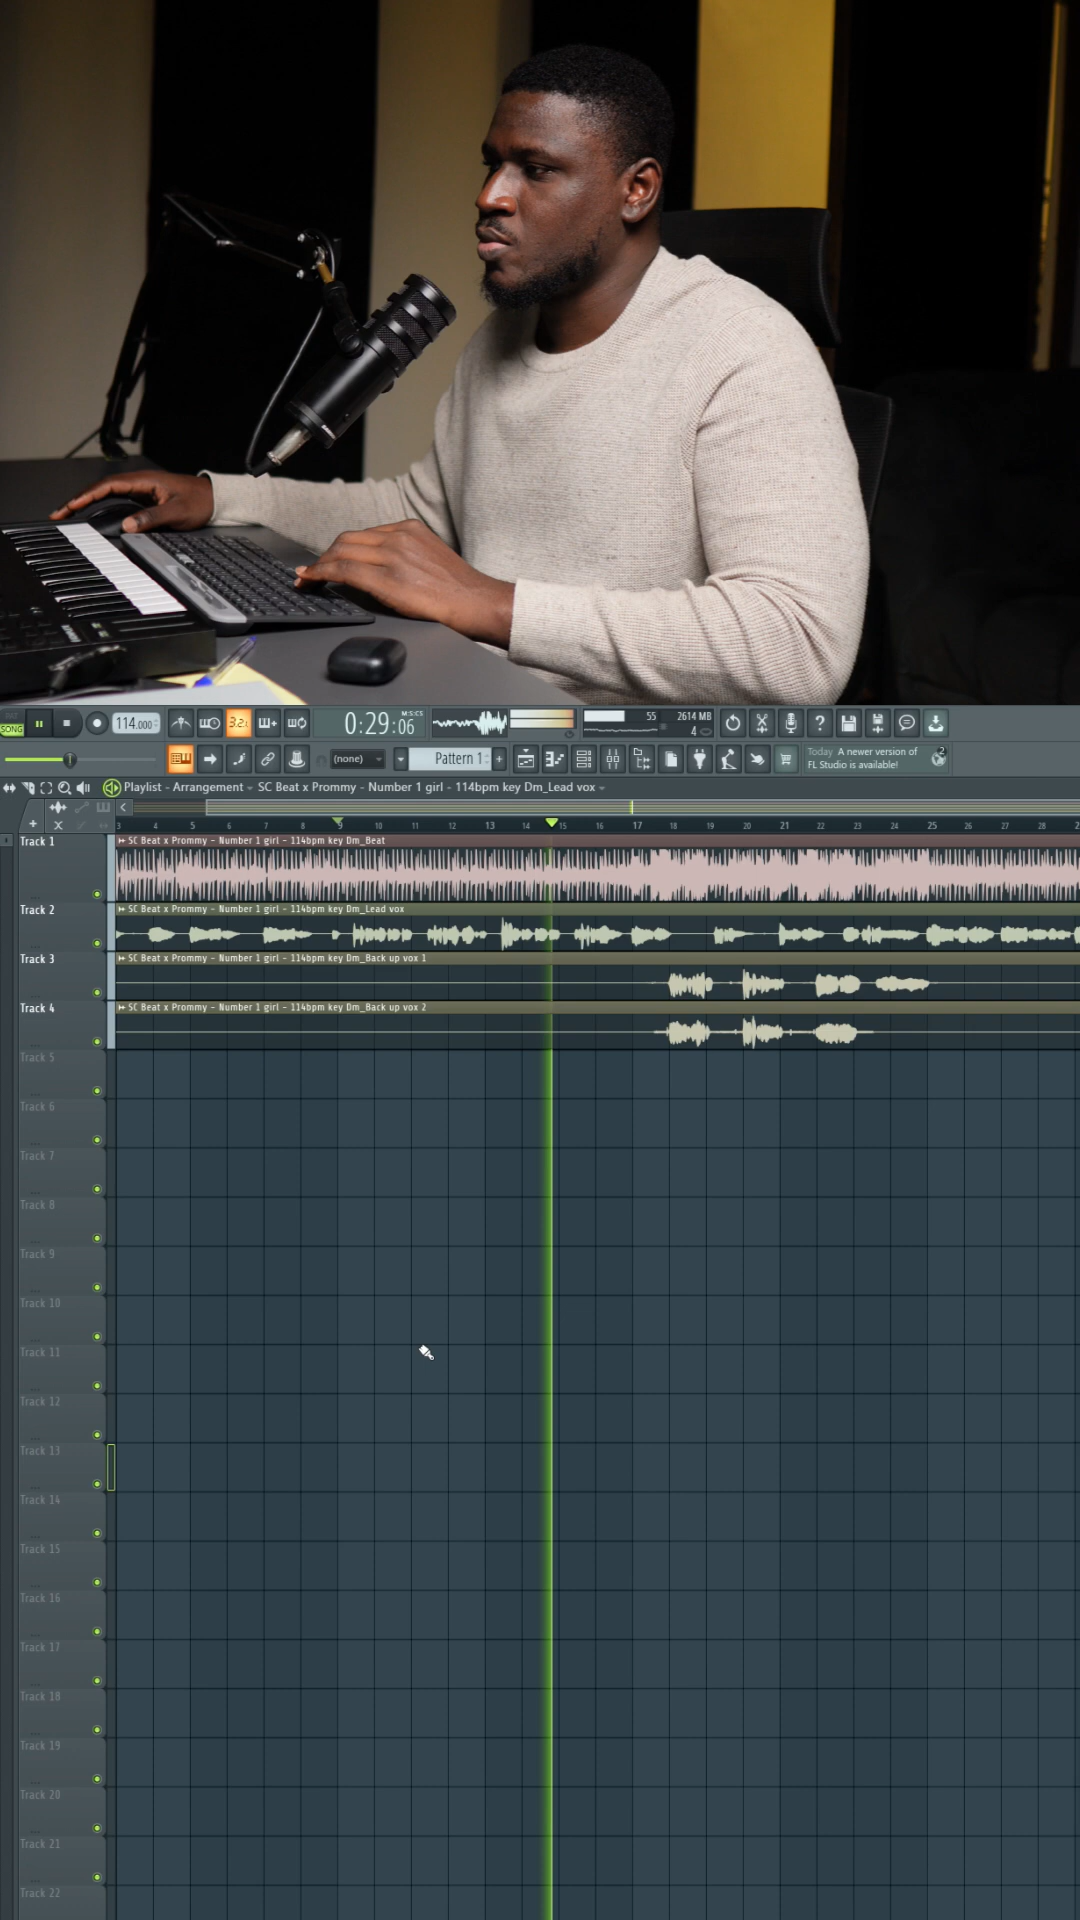 SONG
114.000
3.2.1
0:29:06
M:S:CS
55
2614 MB
4
(none)
Pattern 1
Today A newer version of
FL Studio is available!
2
Playlist - Arrangement - SC Beat x Prommy - Number 1 girl - 114bpm key Dm_Lead vox
3 4 5 6 7 8 9 10 11 12 13 14 15 16 17 18 19 20 21 22 23 24 25 26 27 28
Track 1
SC Beat x Prommy - Number 1 girl - 114bpm key Dm_Beat
Track 2
SC Beat x Prommy - Number 1 girl - 114bpm key Dm_Lead vox
Track 3
SC Beat x Prommy - Number 1 girl - 114bpm key Dm_Back up vox 1
Track 4
SC Beat x Prommy - Number 1 girl - 114bpm key Dm_Back up vox 2
Track 5
Track 6
Track 7
Track 8
Track 9
Track 10
Track 11
Track 12
Track 13
Track 14
Track 15
Track 16
Track 17
Track 18
Track 19
Track 20
Track 21
Track 22